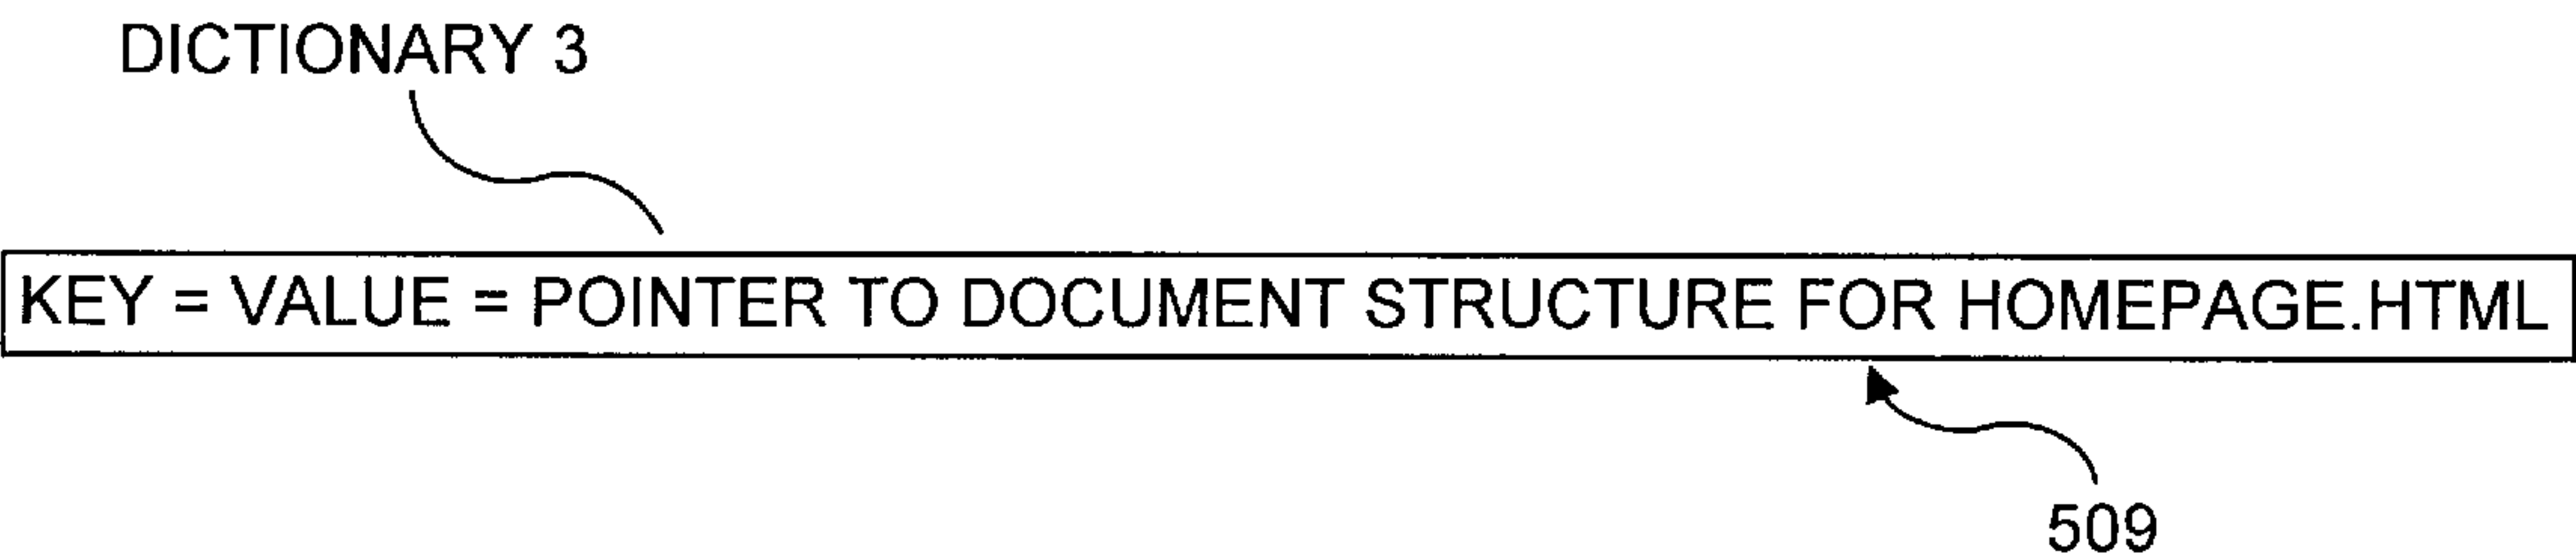 DICTIONARY 3
KEY = VALUE = POINTER TO DOCUMENT STRUCTURE FOR HOMEPAGE.HTML
509